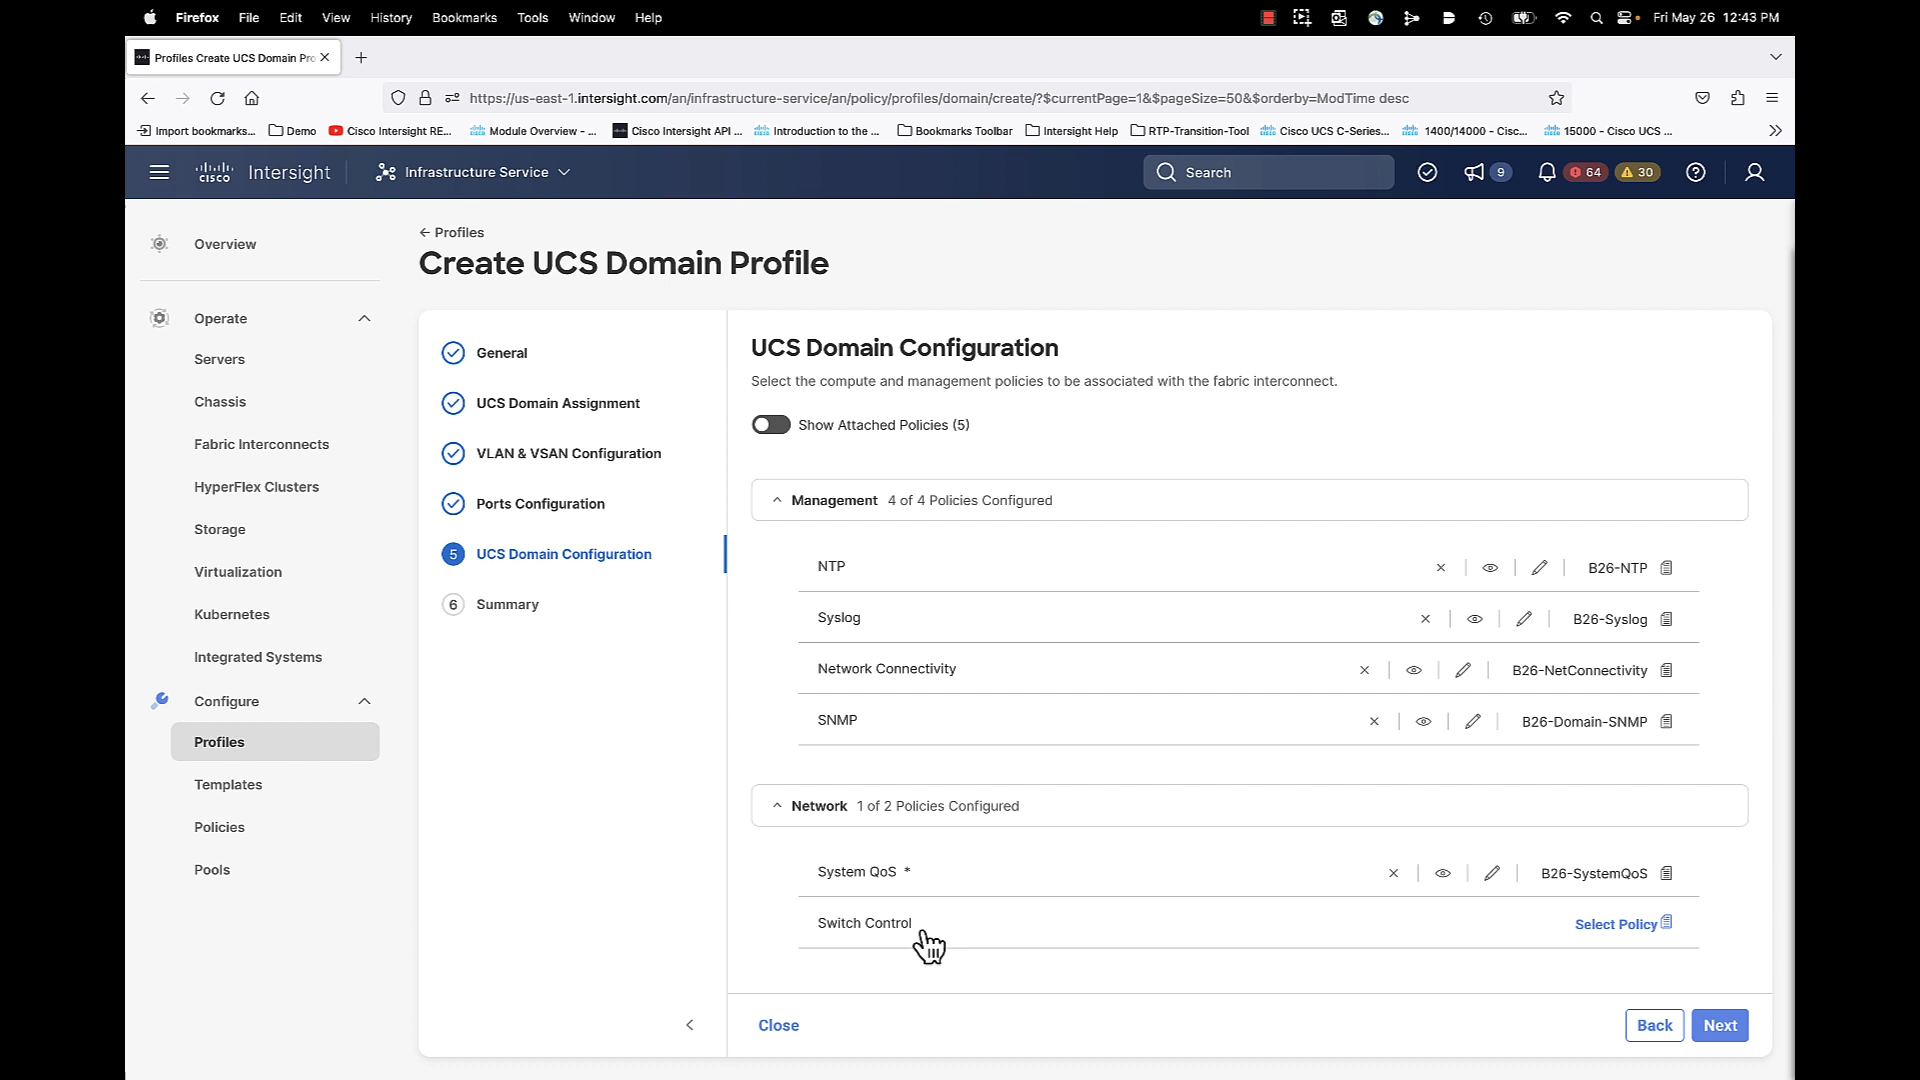 Firefox File Edit View History Bookmarks Tools Window Help Fri May 26 12:43 PM
Profiles Create UCS Domain Pro
https://us-east-1.intersight.com/an/infrastructure-service/an/policy/profiles/domain/create/?$currentPage=1&$pageSize=50&$orderby=ModTime desc
Import bookmarks... Demo Cisco Intersight RE... Module Overview - ... Cisco Intersight API ... Introduction to the ... Bookmarks Toolbar Intersight Help RTP-Transition-Tool Cisco UCS C-Series... 1400/14000 - Cisc... 15000 - Cisco UCS ...
CISCO Intersight Infrastructure Service Search 9 64 30
Overview
Operate
Servers
Chassis
Fabric Interconnects
HyperFlex Clusters
Storage
Virtualization
Kubernetes
Integrated Systems
Configure
Profiles
Templates
Policies
Pools
← Profiles
Create UCS Domain Profile
General
UCS Domain Assignment
VLAN & VSAN Configuration
Ports Configuration
5 UCS Domain Configuration
6 Summary
UCS Domain Configuration
Select the compute and management policies to be associated with the fabric interconnect.
Show Attached Policies (5)
Management 4 of 4 Policies Configured
NTP B26-NTP
Syslog B26-Syslog
Network Connectivity B26-NetConnectivity
SNMP B26-Domain-SNMP
Network 1 of 2 Policies Configured
System QoS * B26-SystemQoS
Switch Control Select Policy
Close Back Next